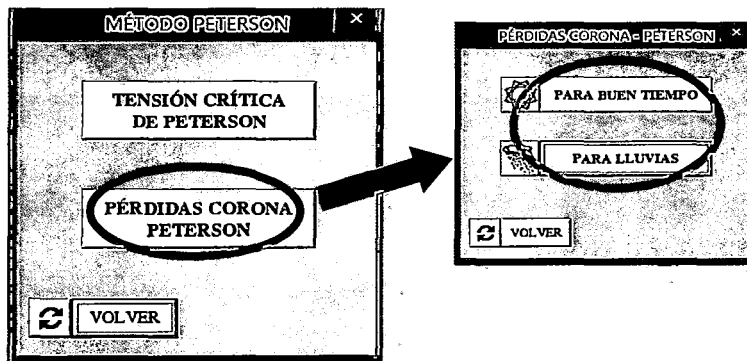 MÉTODO PETERSON
×
TENSIÓN CRÍTICA
DE PETERSON
PÉRDIDAS CORONA
PETERSON
VOLVER
PÉRDIDAS CORONA - PETERSON
×
PARA BUEN TIEMPO
PARA LLUVIAS
VOLVER